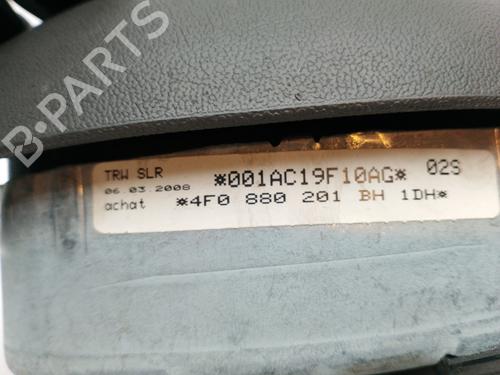 B-PARTS
TRW SLR *001AC19F10AG* 02S
06.03.2008
achat *4F0 880 201 BH 1DH*